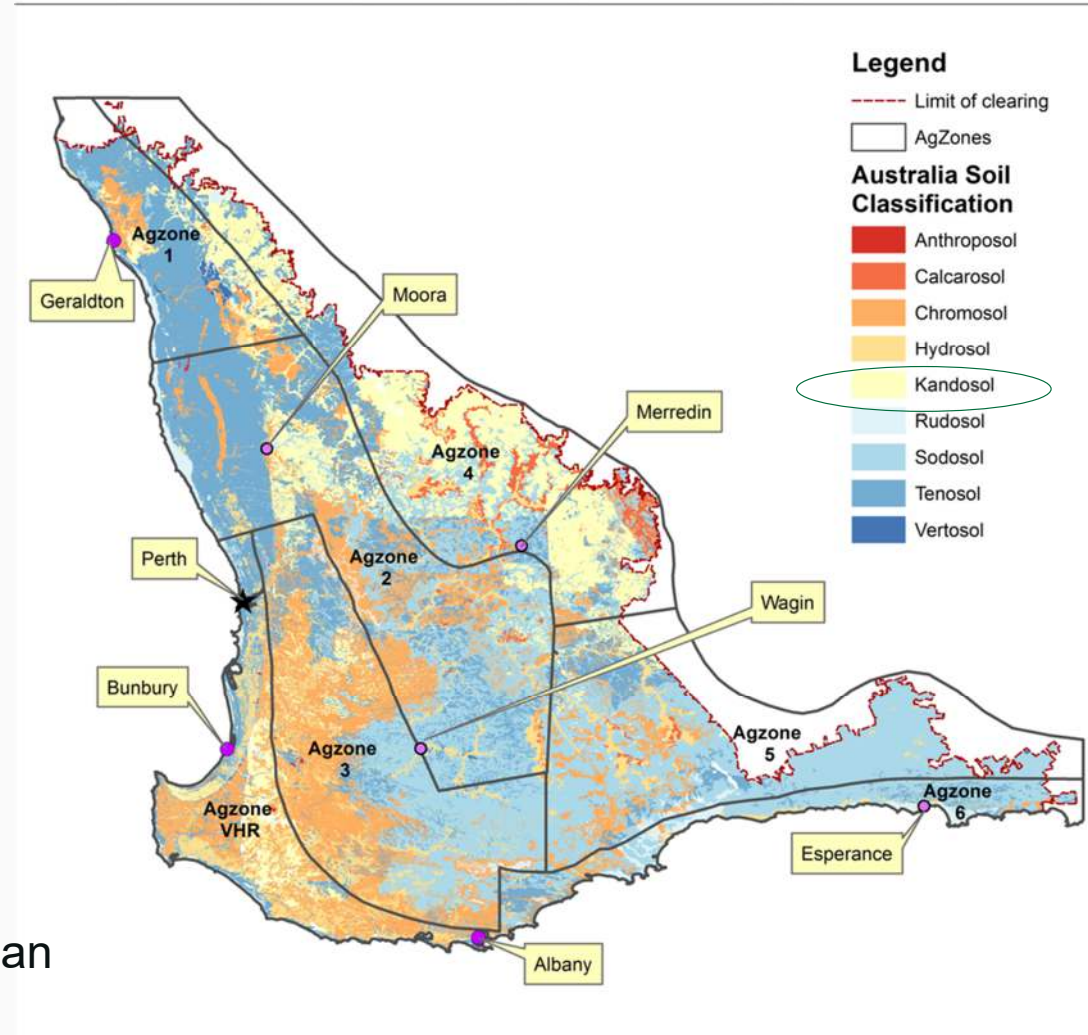 Legend
Limit of clearing
AgZones
Australia Soil
Classification
Anthroposol
Calcarosol
Chromosol
Hydrosol
Kandosol
Rudosol
Sodosol
Tenosol
Vertosol
Agzone
1
Geraldton
Moora
Merredin
Agzone
4
Perth
Agzone
2
Wagin
Bunbury
Agzone
3
Agzone
5
Agzone
VHR
Agzone
6
Esperance
Albany
an